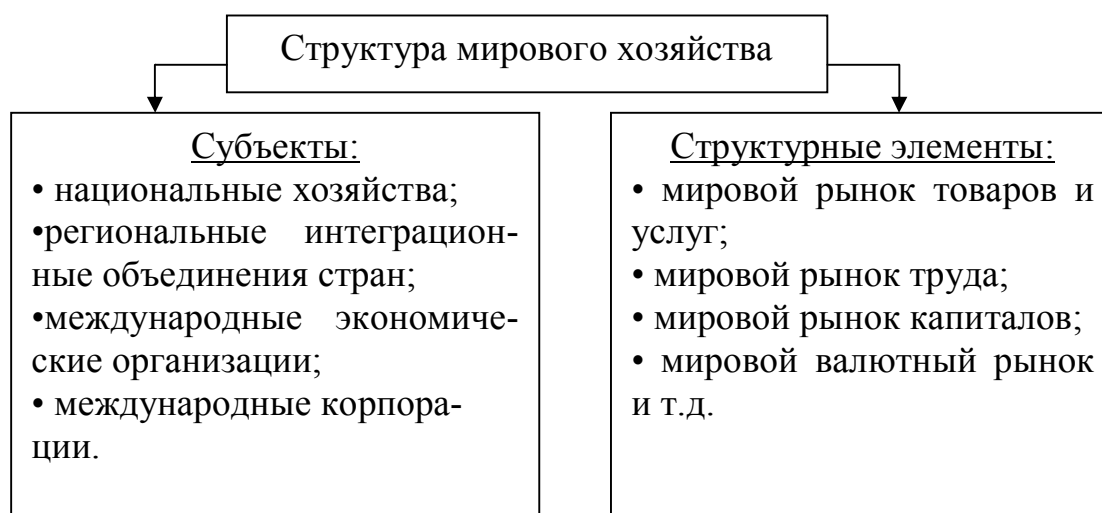 Структура мирового хозяйства
Субъекты:
• национальные хозяйства;
•региональные интеграцион-
ные объединения стран;
•международные экономиче-
ские организации;
• международные корпора-
ции.
Структурные элементы:
• мировой рынок товаров и
услуг;
• мировой рынок труда;
• мировой рынок капиталов;
• мировой валютный рынок
и т.д.